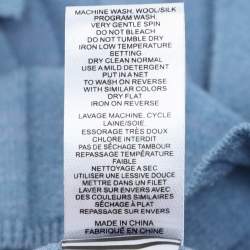 MACHINE WASH, WOOL/SILK
PROGRAM WASH
VERY GENTLE SPIN
DO NOT BLEACH
DO NOT TUMBLE DRY
IRON LOW TEMPERATURE
SETTING
DRY CLEAN NORMAL
USE A MILD DETERGENT
PUT IN A NET
TO WASH ON REVERSE
WITH SIMILAR COLORS
DRY FLAT
IRON ON REVERSE
LAVAGE MACHINE, CYCLE
LAINE/SOIE
ESSORAGE TRÈS DOUX
CHLORE INTERDIT
PAS DE SÉCHAGE TAMBOUR
REPASSAGE TEMPÉRATURE
FAIBLE
NETTOYAGE A SEC
UTILISER UNE LESSIVE DOUCE
METTRE DANS UN FILET
LAVER SUR ENVERS AVEC
DES COULEURS SIMILAIRES
SÉCHAGE À PLAT
REPASSAGE SUR ENVERS
MADE IN CHINA
FABRIQUÉ EN CHINE